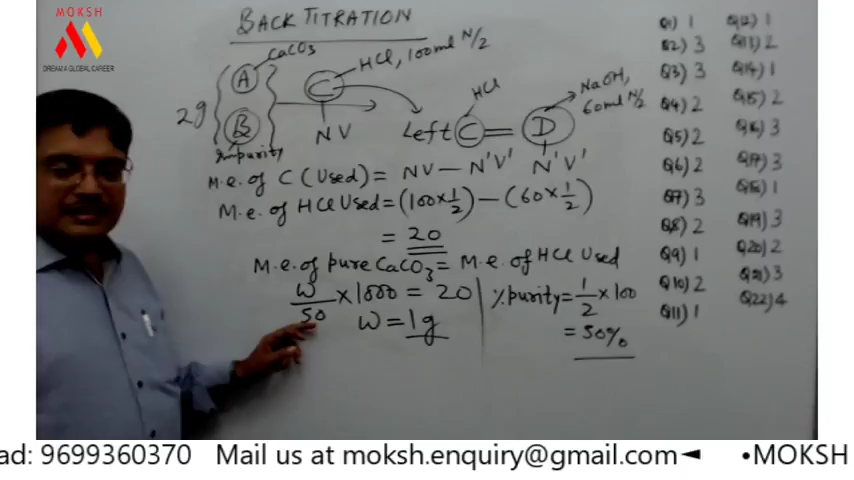 MOKSH
DREAM A GLOBAL CAREER
BACK TITRATION
CaCO3
A
2g
B
Impurity
C
HCl, 100ml N/2
NV
HCl
Left C = D
NaOH,
60ml N/2
N'V'
M.e. of C (Used) = NV - N'V'
M.e. of HCl Used = (100 × 1/2) - (60 × 1/2)
= 20
M.e. of pure CaCO3 = M.e. of HCl Used
W/50 × 1000 = 20
W = 1g
% purity = 1/2 × 100
= 50%
Q1) 1
Q2) 3
Q3) 3
Q4) 2
Q5) 2
Q6) 2
Q7) 3
Q8) 2
Q9) 1
Q10) 2
Q11) 1
Q12) 1
Q13) 2
Q14) 1
Q15) 2
Q16) 3
Q17) 3
Q18) 1
Q19) 3
Q20) 2
Q21) 3
Q22) 4
ad: 9699360370 Mail us at moksh.enquiry@gmail.com◄ •MOKSH